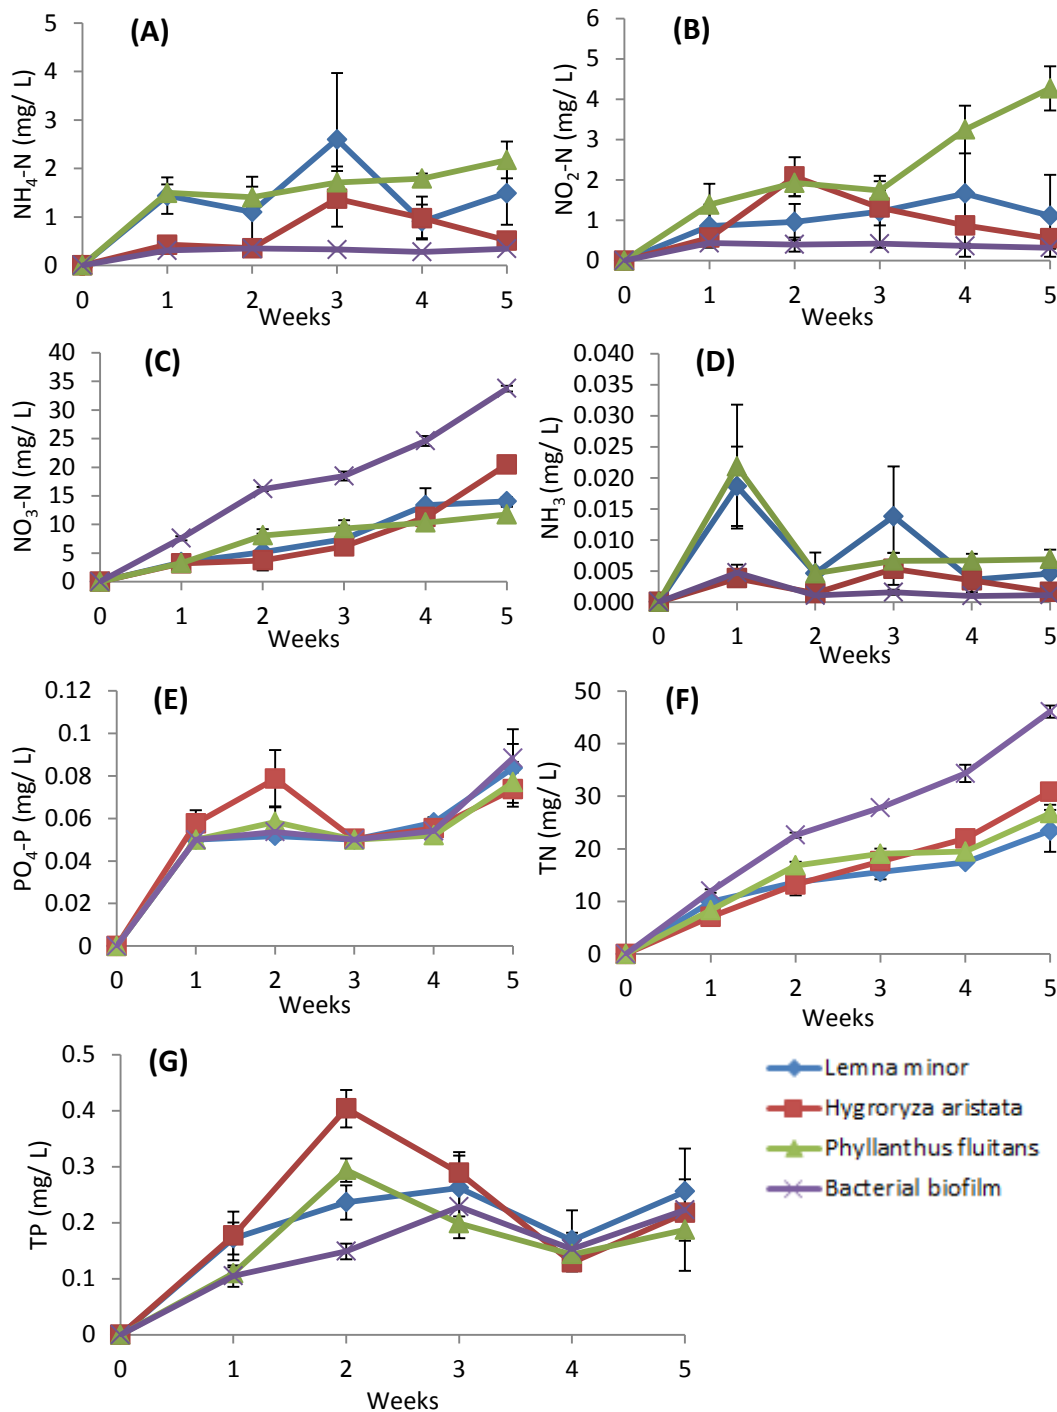 (A)
NH4-N (mg/ L)
5
4
3
2
1
0
0 1 2 3 4 5
Weeks
(B)
NO2-N (mg/ L)
6
5
4
3
2
1
0
0 1 2 3 4 5
Weeks
(C)
NO3-N (mg/ L)
40
35
30
25
20
15
10
5
0
0 1 2 3 4 5
Weeks
(D)
NH3 (mg/ L)
0.040
0.035
0.030
0.025
0.020
0.015
0.010
0.005
0.000
0 1 2 3 4 5
Weeks
(E)
PO4-P (mg/ L)
0.12
0.1
0.08
0.06
0.04
0.02
0
0 1 2 3 4 5
Weeks
(F)
TN (mg/ L)
50
40
30
20
10
0
0 1 2 3 4 5
Weeks
(G)
TP (mg/ L)
0.5
0.4
0.3
0.2
0.1
0
0 1 2 3 4 5
Weeks
Lemna minor
Hygroryza aristata
Phyllanthus fluitans
Bacterial biofilm